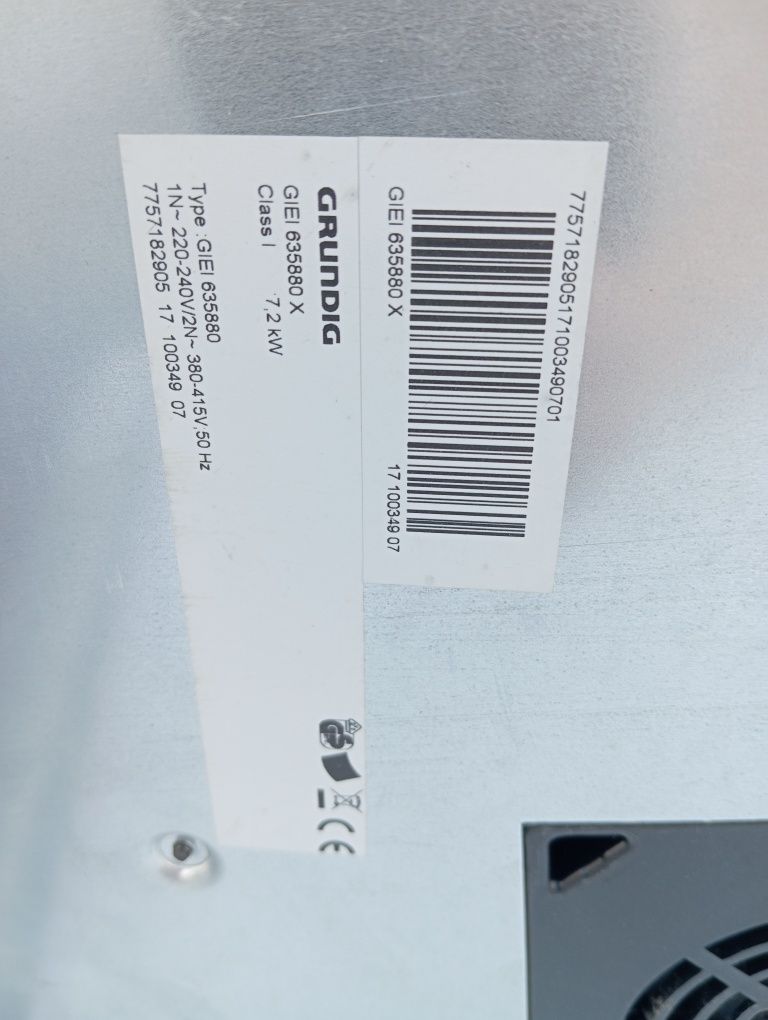 7757182905171003490701
GIEI 635880 X
17 100349 07
GRUNDIG
GIEI 635880 X
Class I
7,2 kW
Type :GIEI 635880
1N~ 220-240V/2N~ 380-415V,50 Hz
7757182905 17 100349 07
GS
CE